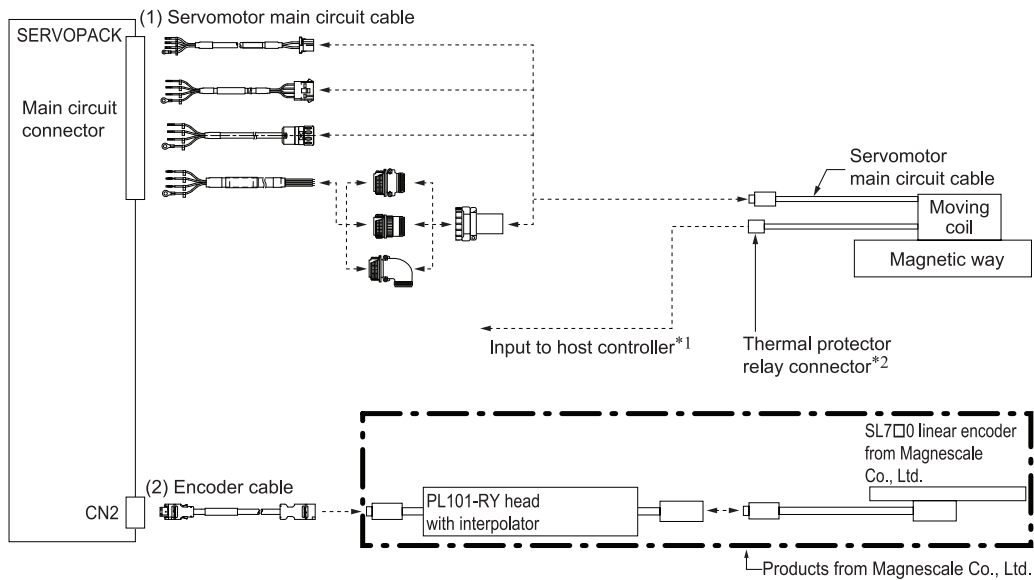 (1) Servomotor main circuit cable
SERVOPACK
Main circuit
connector
Servomotor
main circuit cable
Moving
coil
Magnetic way
Input to host controller*1
Thermal protector
relay connector*2
SL7□0 linear encoder
from Magnescale
Co., Ltd.
(2) Encoder cable
CN2
PL101-RY head
with interpolator
Products from Magnescale Co., Ltd.